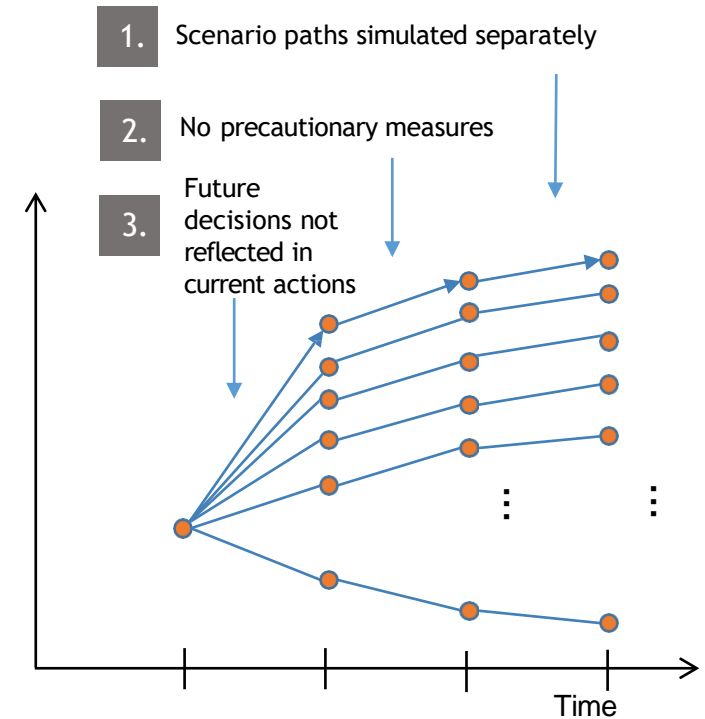 1. Scenario paths simulated separately
2. No precautionary measures
3. Future
decisions not
reflected in
current actions
⋮ ⋮
Time